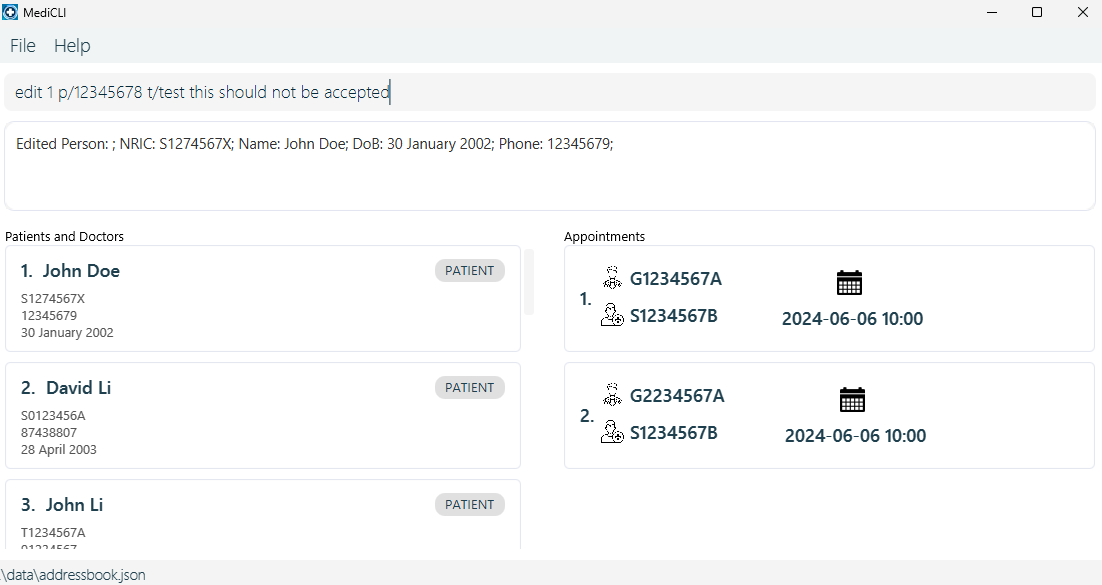 MediCLI
File Help
edit 1 p/12345678 t/test this should not be accepted
Edited Person: ; NRIC: S1274567X; Name: John Doe; DoB: 30 January 2002; Phone: 12345679;
Patients and Doctors
1. John Doe PATIENT
S1274567X
12345679
30 January 2002
2. David Li PATIENT
S0123456A
87438807
28 April 2003
3. John Li PATIENT
T1234567A
01234567
Appointments
1. G1234567A
S1234567B
2024-06-06 10:00
2. G2234567A
S1234567B
2024-06-06 10:00
\data\addressbook.json